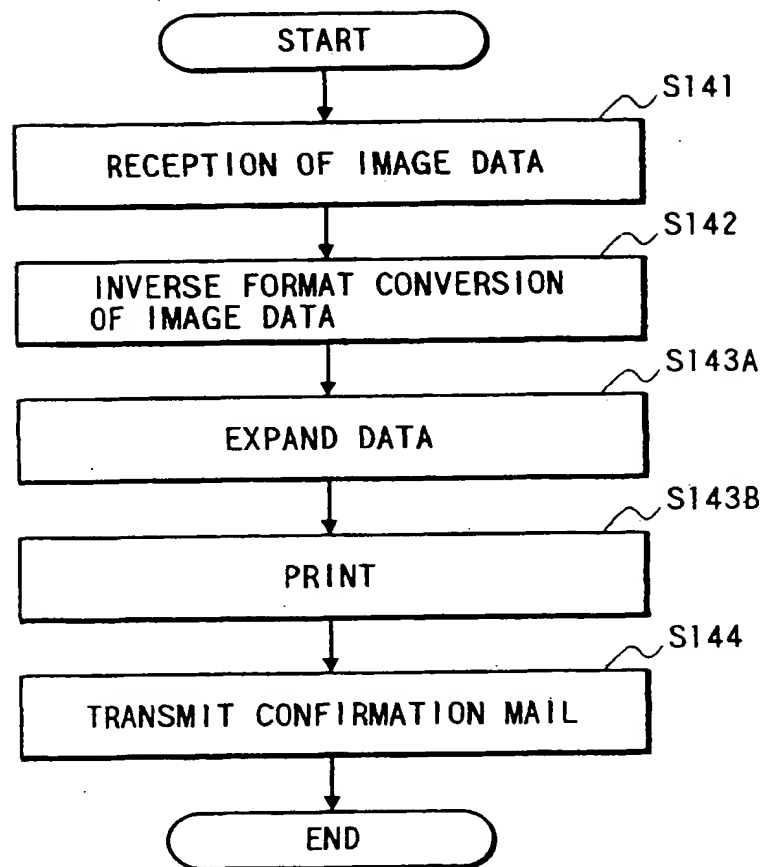 START
S141
RECEPTION OF IMAGE DATA
S142
INVERSE FORMAT CONVERSION
OF IMAGE DATA
S143A
EXPAND DATA
S143B
PRINT
S144
TRANSMIT CONFIRMATION MAIL
END